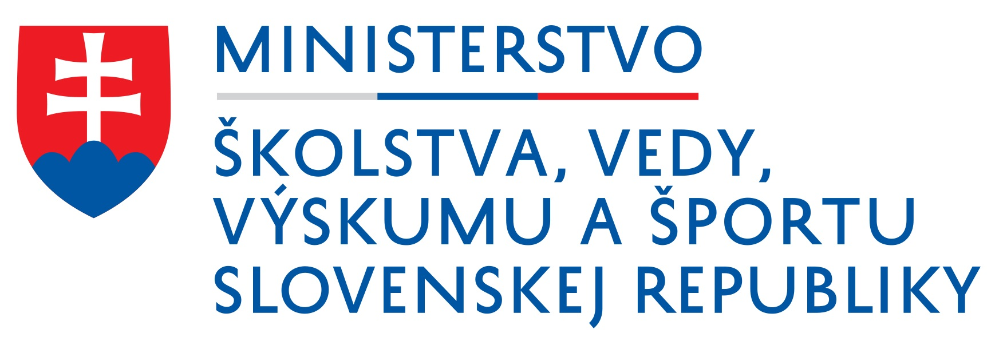 MINISTERSTVO
ŠKOLSTVA, VEDY,
VÝSKUMU A ŠPORTU
SLOVENSKEJ REPUBLIKY